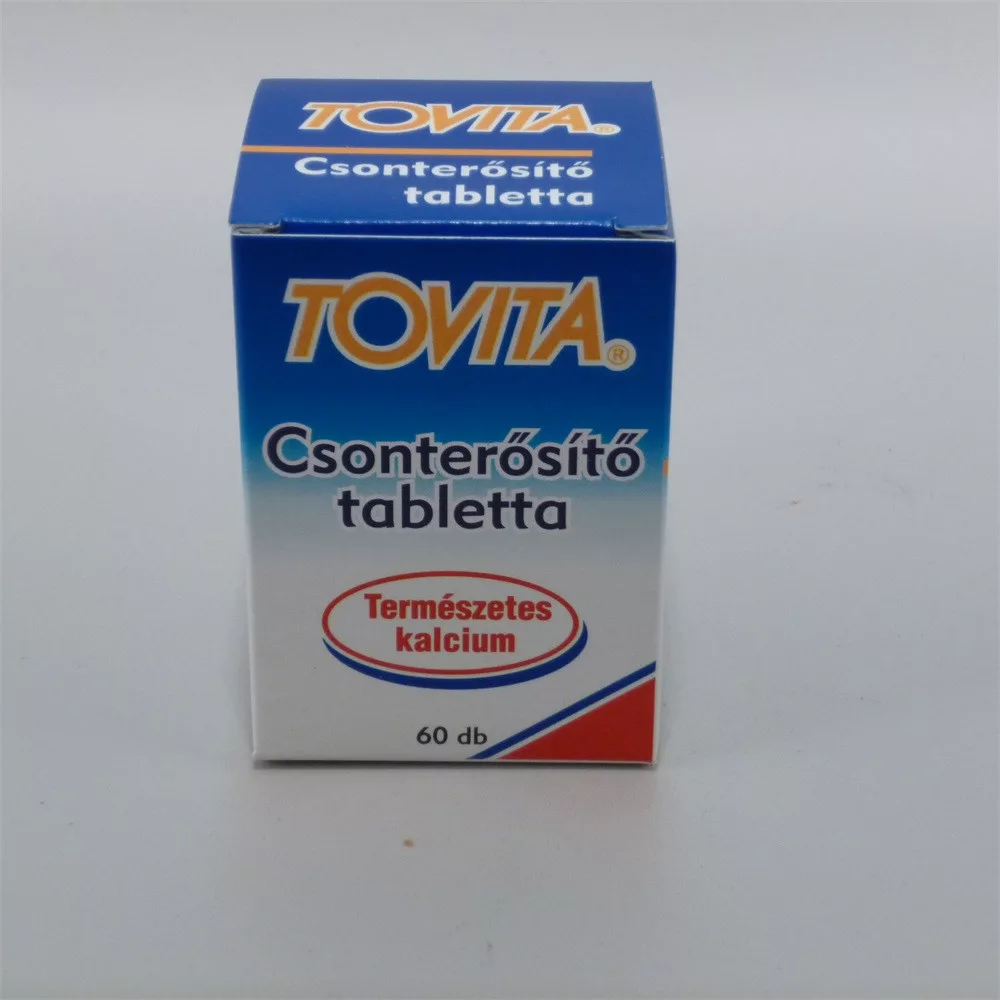 TOVITA®
Csonterősítő
tabletta
TOVITA®
Csonterősítő
tabletta
Természetes
kalcium
60 db